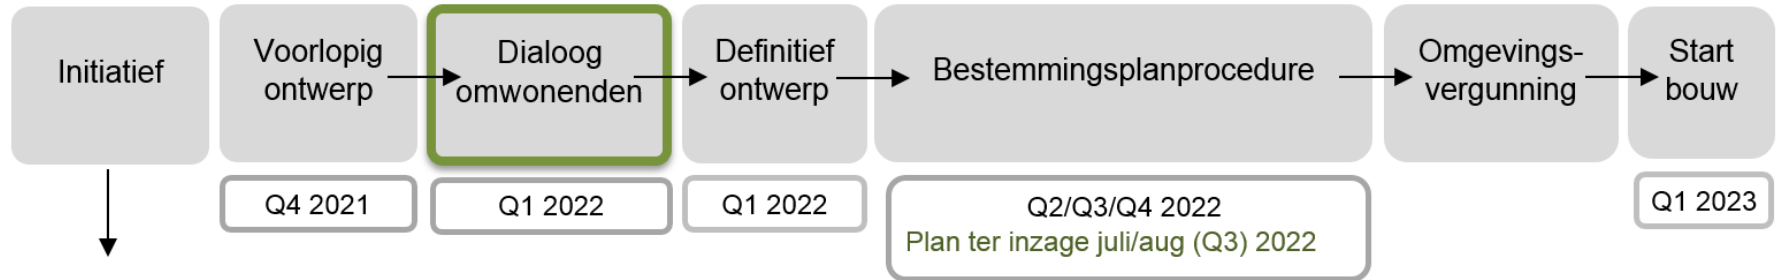 Initiatief
Voorlopig
ontwerp
Dialoog
omwonenden
Definitief
ontwerp
Bestemmingsplanprocedure
Omgevings-
vergunning
Start
bouw
Q4 2021
Q1 2022
Q1 2022
Q2/Q3/Q4 2022
Plan ter inzage juli/aug (Q3) 2022
Q1 2023